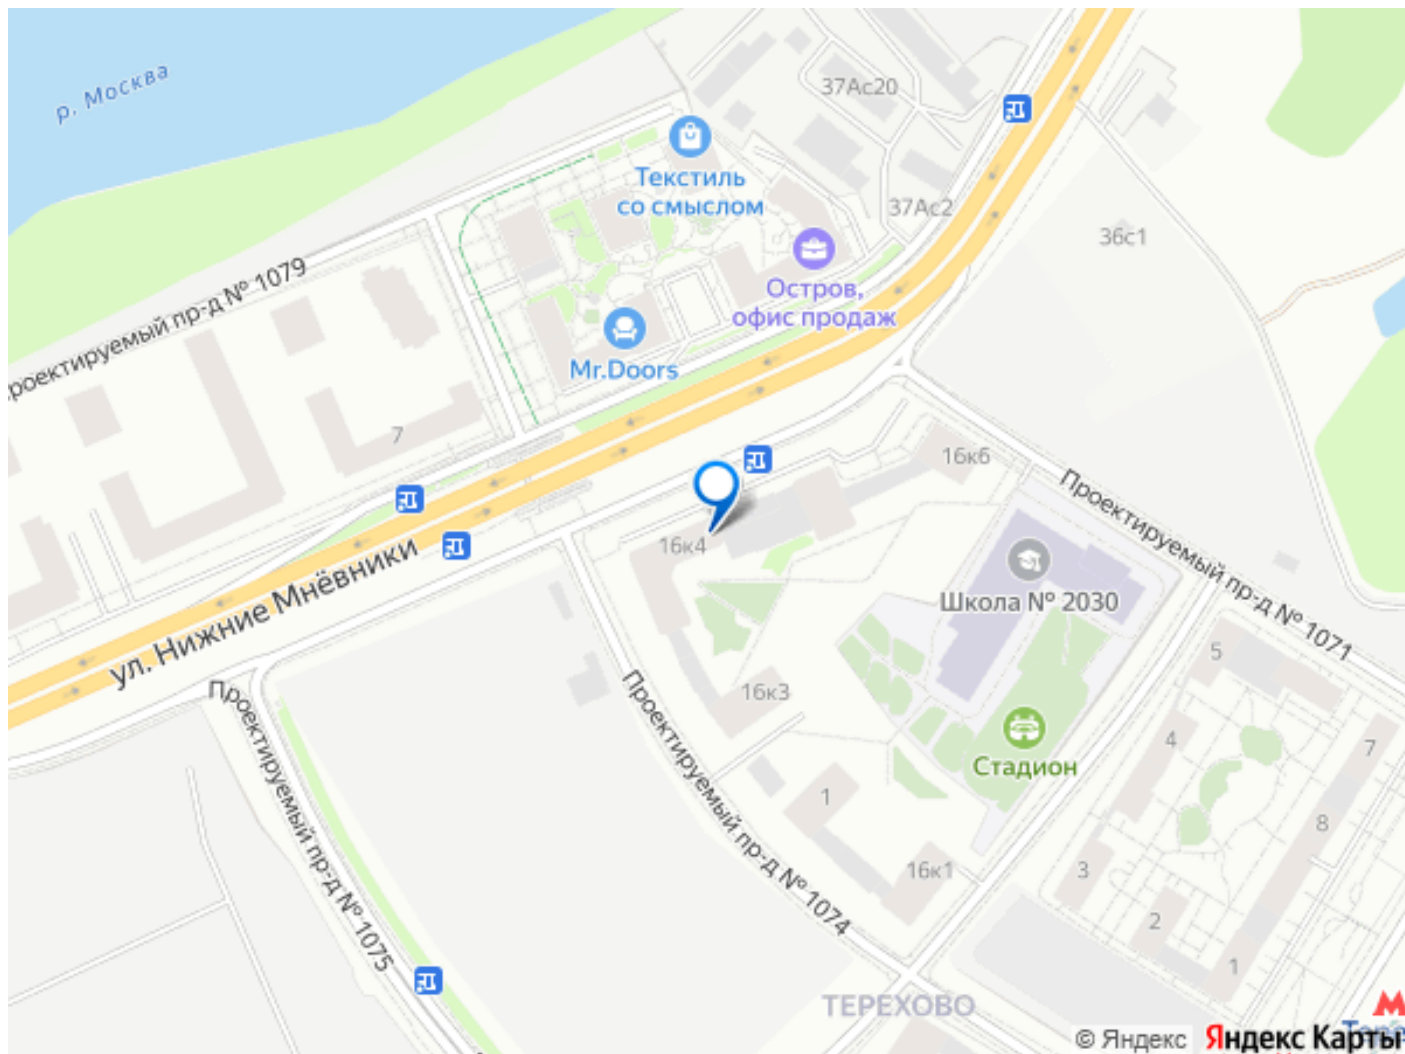 р. Москва
37Ас20
Текстиль
со смыслом
37Ас2
36с1
Остров,
офис продаж
проектируемый пр-д № 1079
Mr.Doors
7
16к6
Проектируемый пр-д № 1071
16к4
ул. Нижние Мнёвники
Школа № 2030
5
16к3
Проектируемый пр-д № 1074
Проектируемый пр-д № 1075
Стадион
4
7
1
8
16к1
3
2
1
ТЕРЕХОВО
© Яндекс
Яндекс Карты